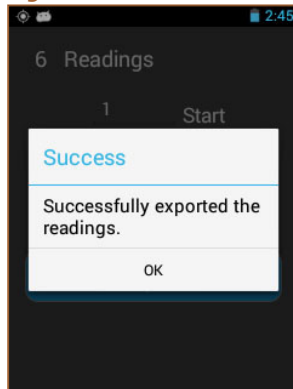 2:45
6 Readings
1 Start
Success
Successfully exported the
readings.
OK